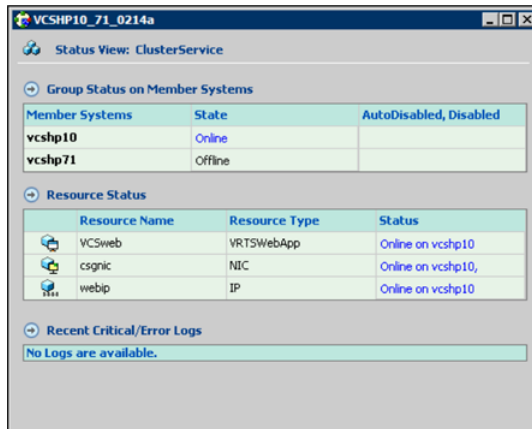 VCSHP10_71_0214a
Status View: ClusterService
Group Status on Member Systems
Member Systems State AutoDisabled, Disabled
vcshp10 Online
vcshp71 Offline
Resource Status
Resource Name Resource Type Status
VCSweb VRTSWebApp Online on vcshp10
csgnic NIC Online on vcshp10,
webip IP Online on vcshp10
Recent Critical/Error Logs
No Logs are available.